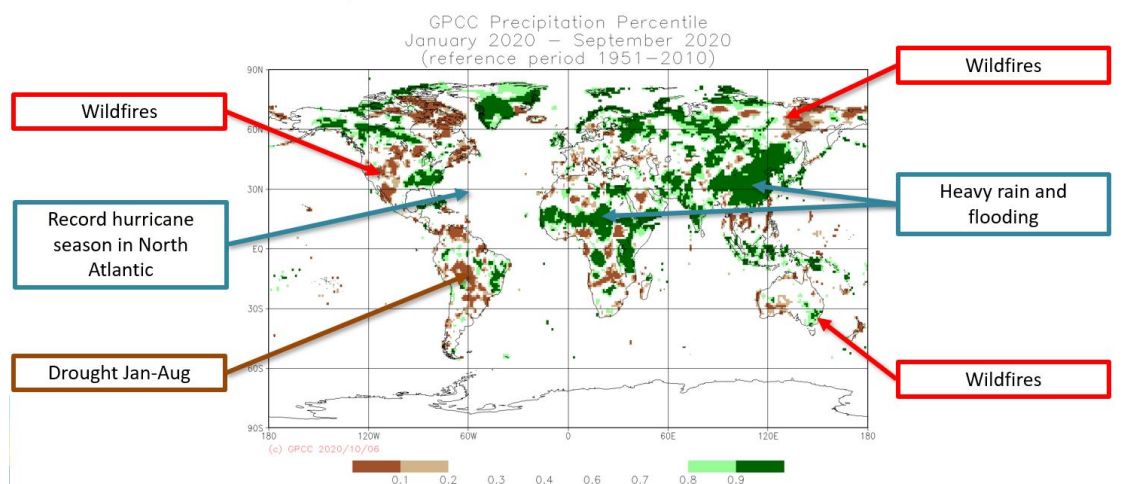 GPCC Precipitation Percentile
January 2020 – September 2020
(reference period 1951–2010)
Wildfires
Wildfires
Record hurricane
season in North
Atlantic
Heavy rain and
flooding
Drought Jan-Aug
Wildfires
90N
60N
30N
EQ
30S
60S
90S
180 120W 60W 0 60E 120E 180
(c) GPCC 2020/10/06
0.1 0.2 0.3 0.4 0.6 0.7 0.8 0.9